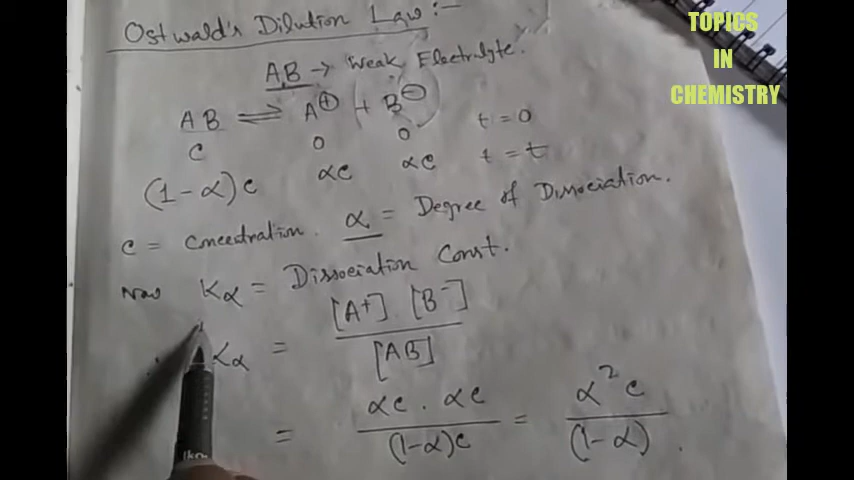 Ostwald's Dilution Law :-
TOPICS
IN
CHEMISTRY
AB → Weak Electrolyte.
AB ⇌ A⊕ + B⊖
C 0 0 t = 0
(1-α)c αc αc t = t
c = Concentration. α = Degree of Dissociation.
Now Kα = Dissociation Const.
∴ Kα = [A+] . [B-] / [AB]
= αc . αc / (1-α)c = α²c / (1-α) .